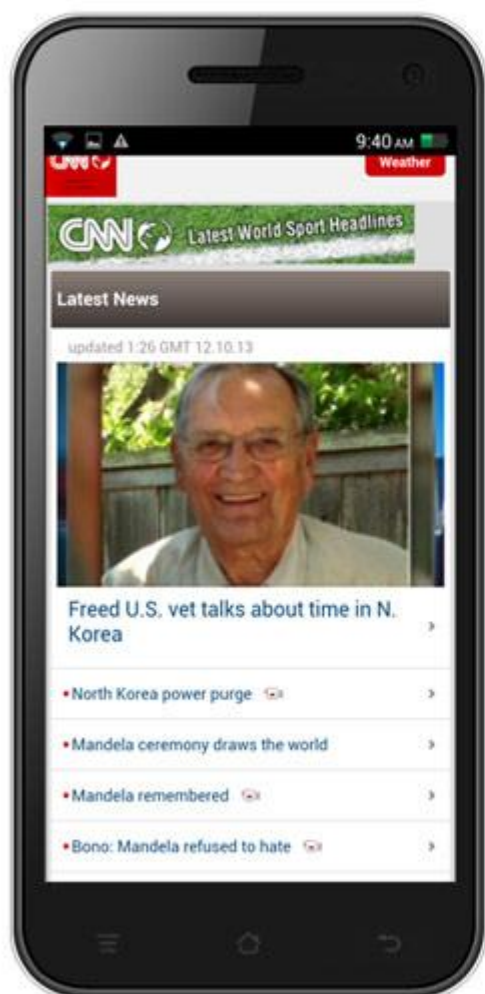 9:40 AM
CNN
Weather
CNN Latest World Sport Headlines
Latest News
updated 1:26 GMT 12.10.13
Freed U.S. vet talks about time in N.
Korea
North Korea power purge
Mandela ceremony draws the world
Mandela remembered
Bono: Mandela refused to hate